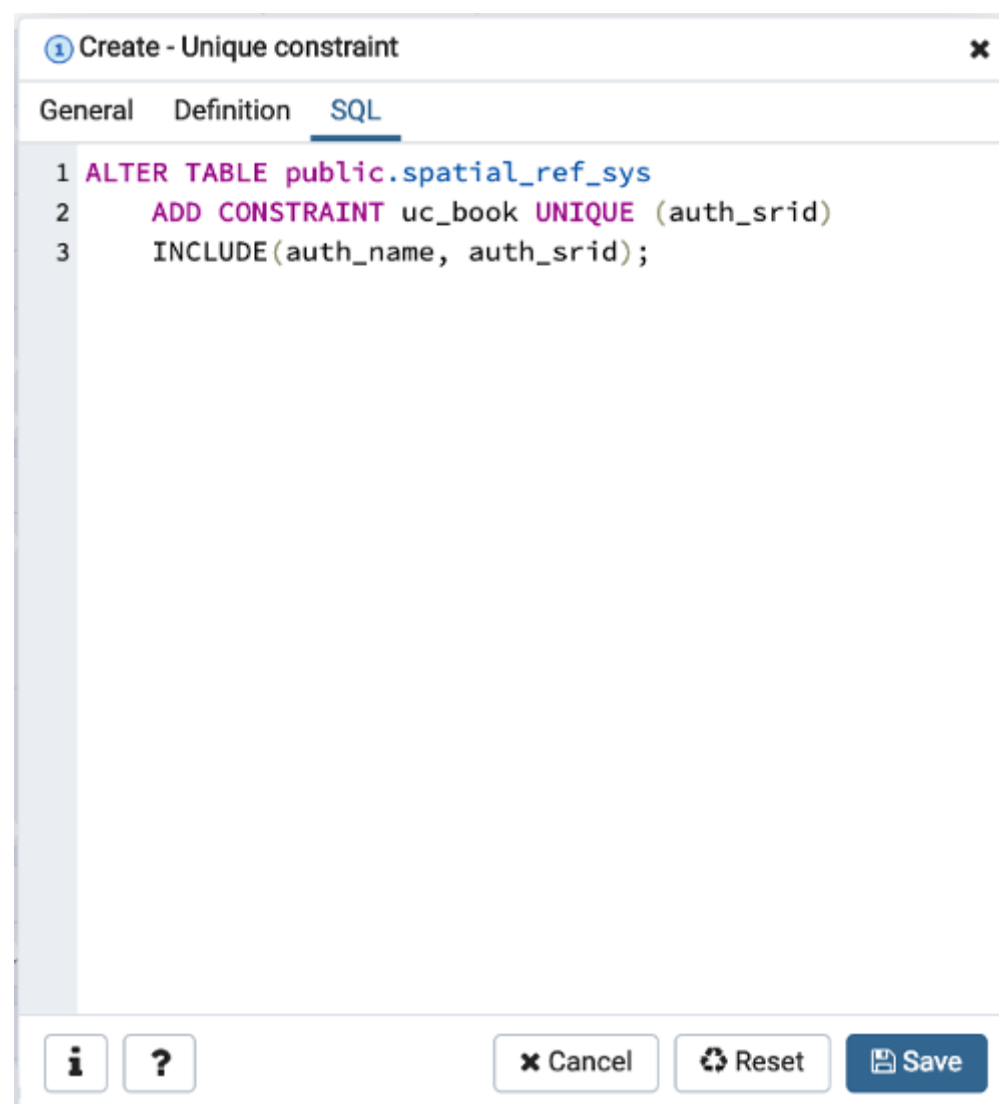 1 Create - Unique constraint
General Definition SQL
1 ALTER TABLE public.spatial_ref_sys
2 ADD CONSTRAINT uc_book UNIQUE (auth_srid)
3 INCLUDE(auth_name, auth_srid);
i ? Cancel Reset Save